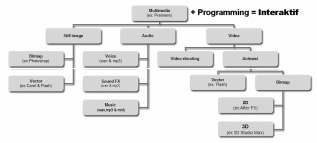 Multimedia
(ex: Premiere)
+ Programming = Interaktif
Still image
Audio
Video
Bitmap
(ex: Photoshop)
Voice
(wav & mp3)
Video shooting
Animasi
Vector
(ex: Corel & Flash)
Sound FX
(wav & mp3)
Vector
(ex: Flash)
Bitmap
Music
(wav,mp3 & mid)
2D
(ex: After FX)
3D
(ex: 3D Studio Max)